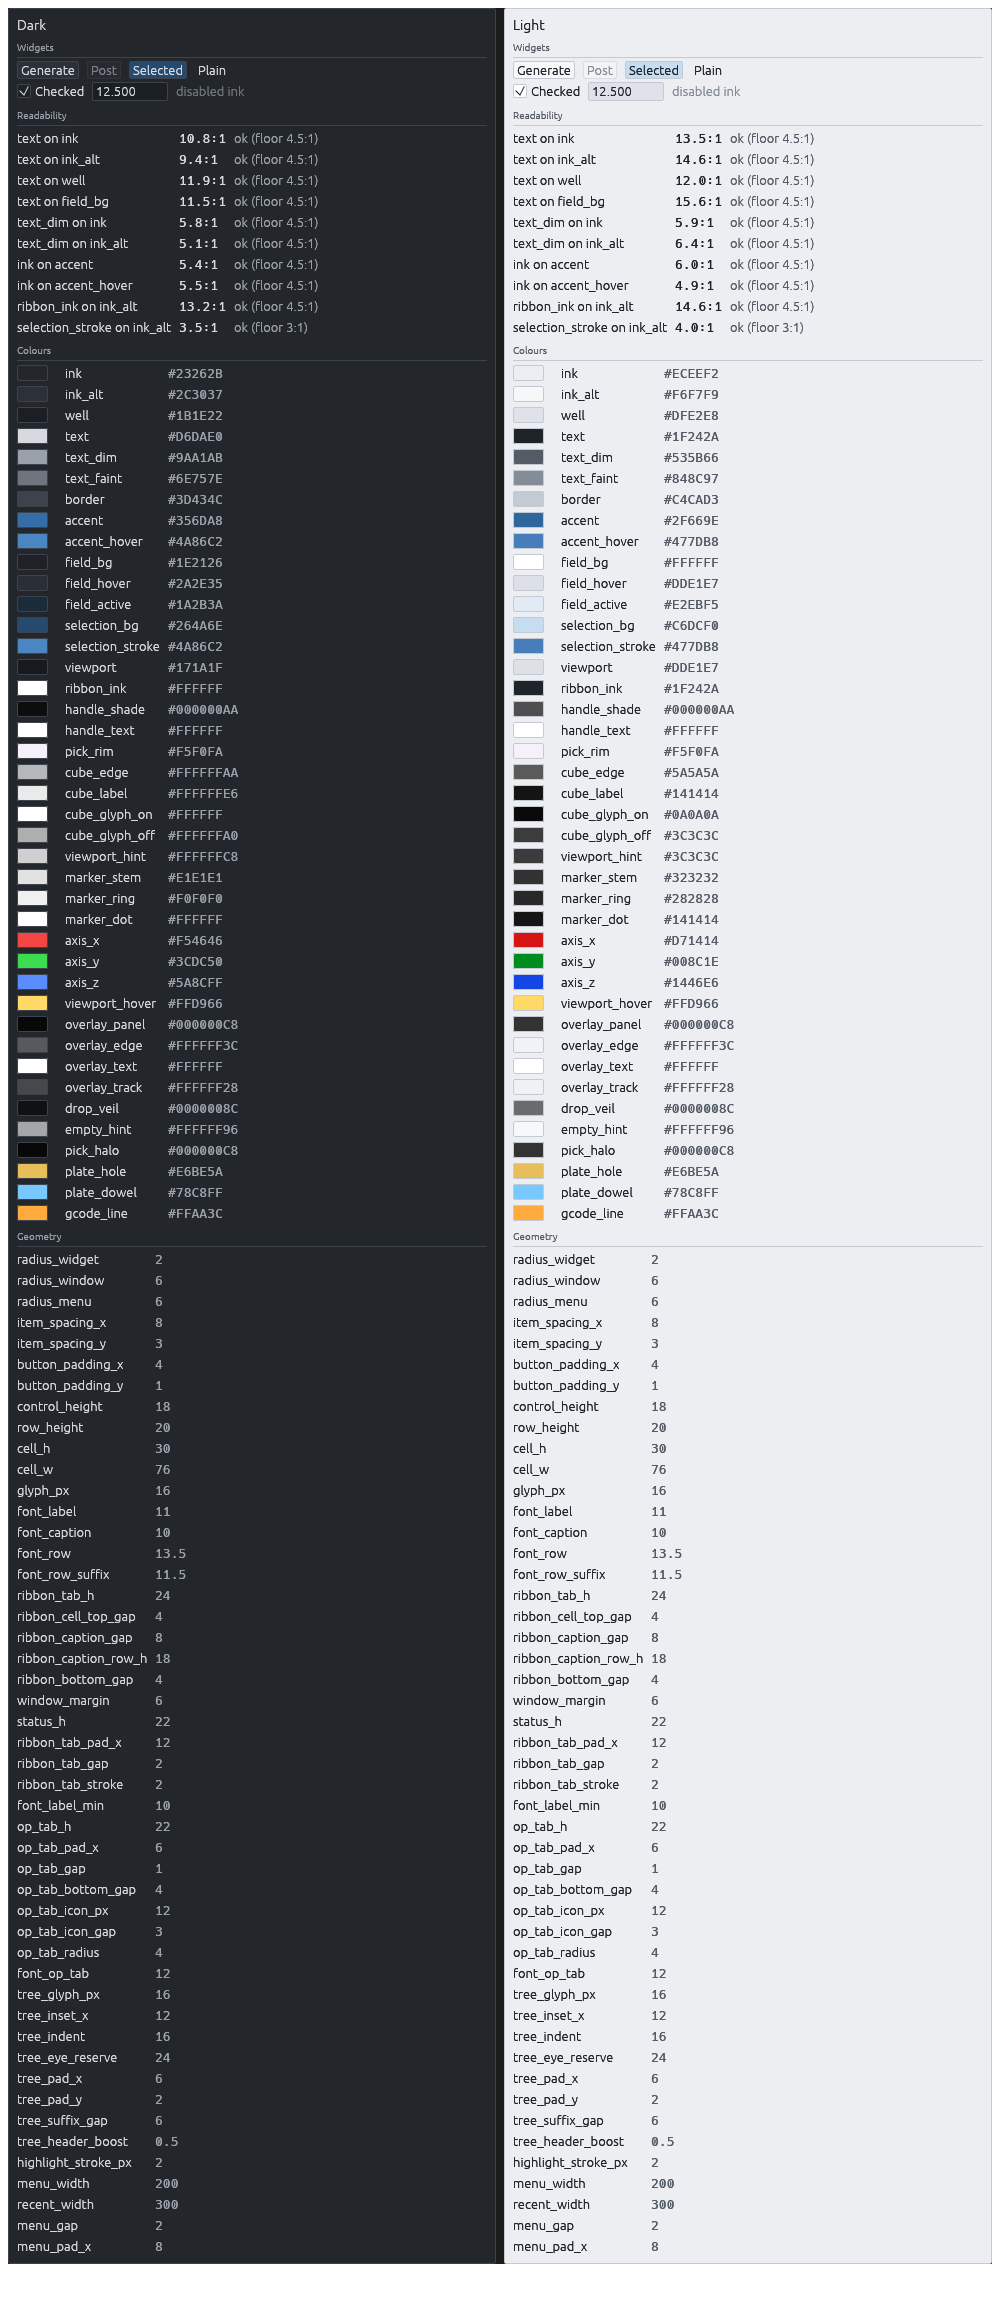 Dark
Widgets
Generate Post Selected Plain
Checked 12.500 disabled ink
Readability
text on ink 10.8:1 ok (floor 4.5:1)
text on ink_alt 9.4:1 ok (floor 4.5:1)
text on well 11.9:1 ok (floor 4.5:1)
text on field_bg 11.5:1 ok (floor 4.5:1)
text_dim on ink 5.8:1 ok (floor 4.5:1)
text_dim on ink_alt 5.1:1 ok (floor 4.5:1)
ink on accent 5.4:1 ok (floor 4.5:1)
ink on accent_hover 5.5:1 ok (floor 4.5:1)
ribbon_ink on ink_alt 13.2:1 ok (floor 4.5:1)
selection_stroke on ink_alt 3.5:1 ok (floor 3:1)
Colours
ink #23262B
ink_alt #2C3037
well #1B1E22
text #D6DAE0
text_dim #9AA1AB
text_faint #6E757E
border #3D434C
accent #356DA8
accent_hover #4A86C2
field_bg #1E2126
field_hover #2A2E35
field_active #1A2B3A
selection_bg #264A6E
selection_stroke #4A86C2
viewport #171A1F
ribbon_ink #FFFFFF
handle_shade #000000AA
handle_text #FFFFFF
pick_rim #F5F0FA
cube_edge #FFFFFFAA
cube_label #FFFFFFE6
cube_glyph_on #FFFFFF
cube_glyph_off #FFFFFFA0
viewport_hint #FFFFFFC8
marker_stem #E1E1E1
marker_ring #F0F0F0
marker_dot #FFFFFF
axis_x #F54646
axis_y #3CDC50
axis_z #5A8CFF
viewport_hover #FFD966
overlay_panel #000000C8
overlay_edge #FFFFFF3C
overlay_text #FFFFFF
overlay_track #FFFFFF28
drop_veil #0000008C
empty_hint #FFFFFF96
pick_halo #000000C8
plate_hole #E6BE5A
plate_dowel #78C8FF
gcode_line #FFAA3C
Geometry
radius_widget 2
radius_window 6
radius_menu 6
item_spacing_x 8
item_spacing_y 3
button_padding_x 4
button_padding_y 1
control_height 18
row_height 20
cell_h 30
cell_w 76
glyph_px 16
font_label 11
font_caption 10
font_row 13.5
font_row_suffix 11.5
ribbon_tab_h 24
ribbon_cell_top_gap 4
ribbon_caption_gap 8
ribbon_caption_row_h 18
ribbon_bottom_gap 4
window_margin 6
status_h 22
ribbon_tab_pad_x 12
ribbon_tab_gap 2
ribbon_tab_stroke 2
font_label_min 10
op_tab_h 22
op_tab_pad_x 6
op_tab_gap 1
op_tab_bottom_gap 4
op_tab_icon_px 12
op_tab_icon_gap 3
op_tab_radius 4
font_op_tab 12
tree_glyph_px 16
tree_inset_x 12
tree_indent 16
tree_eye_reserve 24
tree_pad_x 6
tree_pad_y 2
tree_suffix_gap 6
tree_header_boost 0.5
highlight_stroke_px 2
menu_width 200
recent_width 300
menu_gap 2
menu_pad_x 8
Light
Widgets
Generate Post Selected Plain
Checked 12.500 disabled ink
Readability
text on ink 13.5:1 ok (floor 4.5:1)
text on ink_alt 14.6:1 ok (floor 4.5:1)
text on well 12.0:1 ok (floor 4.5:1)
text on field_bg 15.6:1 ok (floor 4.5:1)
text_dim on ink 5.9:1 ok (floor 4.5:1)
text_dim on ink_alt 6.4:1 ok (floor 4.5:1)
ink on accent 6.0:1 ok (floor 4.5:1)
ink on accent_hover 4.9:1 ok (floor 4.5:1)
ribbon_ink on ink_alt 14.6:1 ok (floor 4.5:1)
selection_stroke on ink_alt 4.0:1 ok (floor 3:1)
Colours
ink #ECEEF2
ink_alt #F6F7F9
well #DFE2E8
text #1F242A
text_dim #535B66
text_faint #848C97
border #C4CAD3
accent #2F669E
accent_hover #477DB8
field_bg #FFFFFF
field_hover #DDE1E7
field_active #E2EBF5
selection_bg #C6DCF0
selection_stroke #477DB8
viewport #DDE1E7
ribbon_ink #1F242A
handle_shade #000000AA
handle_text #FFFFFF
pick_rim #F5F0FA
cube_edge #5A5A5A
cube_label #141414
cube_glyph_on #0A0A0A
cube_glyph_off #3C3C3C
viewport_hint #3C3C3C
marker_stem #323232
marker_ring #282828
marker_dot #141414
axis_x #D71414
axis_y #008C1E
axis_z #1446E6
viewport_hover #FFD966
overlay_panel #000000C8
overlay_edge #FFFFFF3C
overlay_text #FFFFFF
overlay_track #FFFFFF28
drop_veil #0000008C
empty_hint #FFFFFF96
pick_halo #000000C8
plate_hole #E6BE5A
plate_dowel #78C8FF
gcode_line #FFAA3C
Geometry
radius_widget 2
radius_window 6
radius_menu 6
item_spacing_x 8
item_spacing_y 3
button_padding_x 4
button_padding_y 1
control_height 18
row_height 20
cell_h 30
cell_w 76
glyph_px 16
font_label 11
font_caption 10
font_row 13.5
font_row_suffix 11.5
ribbon_tab_h 24
ribbon_cell_top_gap 4
ribbon_caption_gap 8
ribbon_caption_row_h 18
ribbon_bottom_gap 4
window_margin 6
status_h 22
ribbon_tab_pad_x 12
ribbon_tab_gap 2
ribbon_tab_stroke 2
font_label_min 10
op_tab_h 22
op_tab_pad_x 6
op_tab_gap 1
op_tab_bottom_gap 4
op_tab_icon_px 12
op_tab_icon_gap 3
op_tab_radius 4
font_op_tab 12
tree_glyph_px 16
tree_inset_x 12
tree_indent 16
tree_eye_reserve 24
tree_pad_x 6
tree_pad_y 2
tree_suffix_gap 6
tree_header_boost 0.5
highlight_stroke_px 2
menu_width 200
recent_width 300
menu_gap 2
menu_pad_x 8